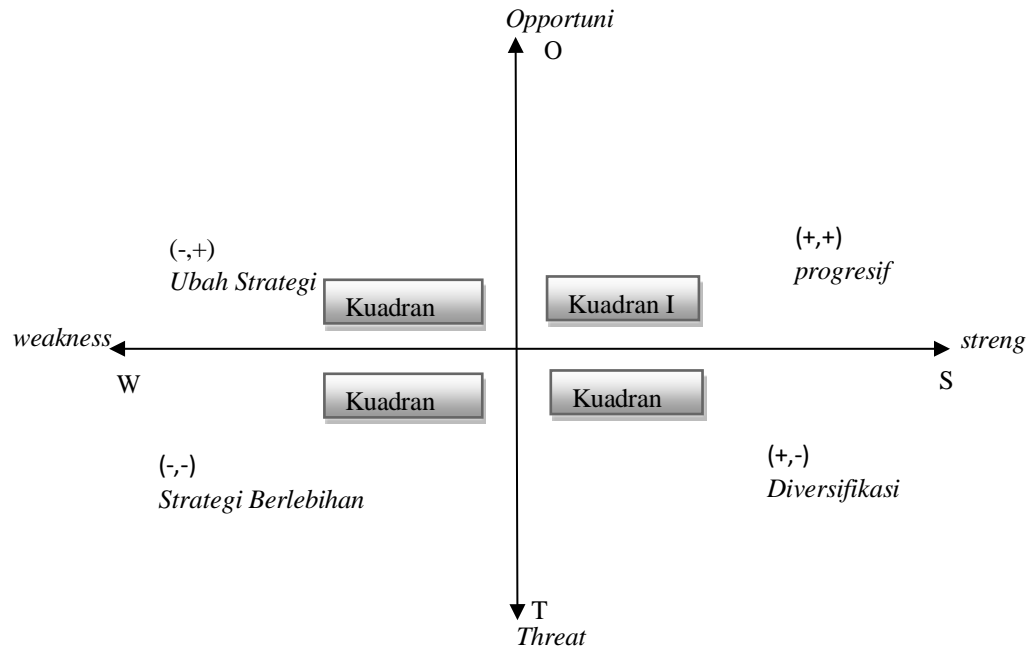 Opportuni
O
(-,+)
Ubah Strategi
(+,+)
progresif
Kuadran
Kuadran I
weakness
streng
W
S
Kuadran
Kuadran
(-,-)
Strategi Berlebihan
(+,-)
Diversifikasi
T
Threat